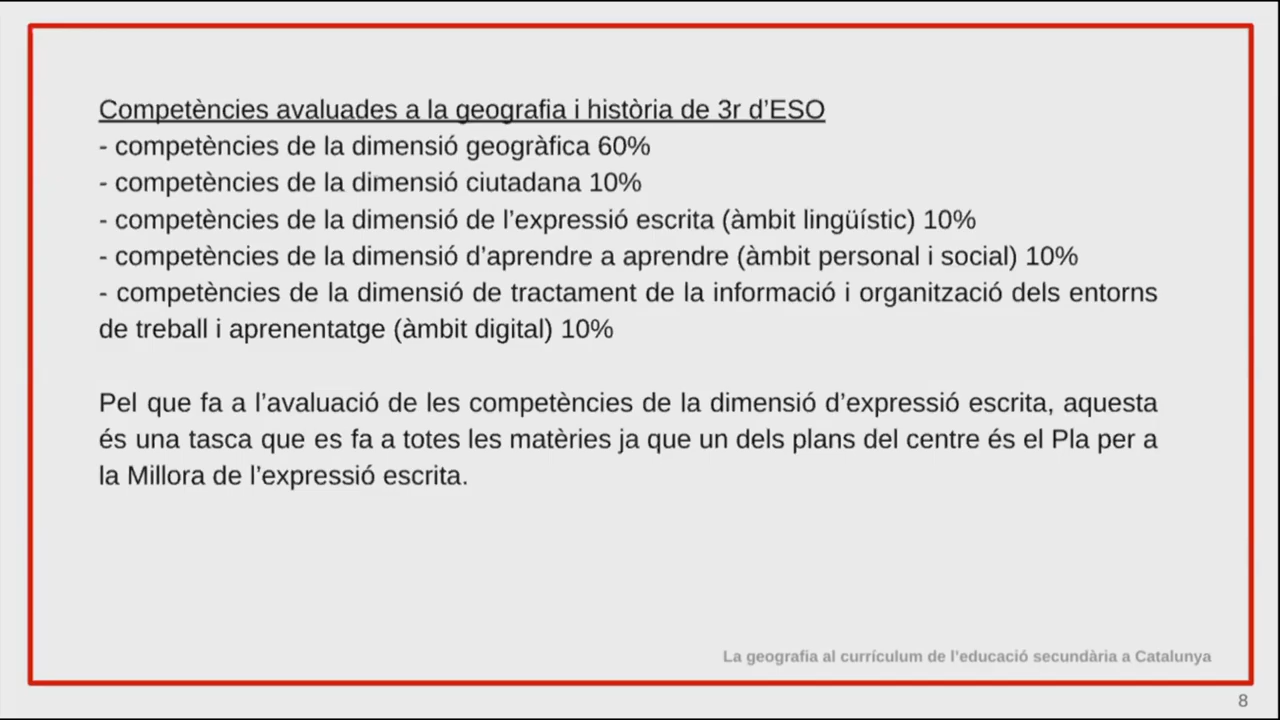 Competències avaluades a la geografia i història de 3r d’ESO
- competències de la dimensió geogràfica 60%
- competències de la dimensió ciutadana 10%
- competències de la dimensió de l’expressió escrita (àmbit lingüístic) 10%
- competències de la dimensió d’aprendre a aprendre (àmbit personal i social) 10%
- competències de la dimensió de tractament de la informació i organització dels entorns
de treball i aprenentatge (àmbit digital) 10%
Pel que fa a l’avaluació de les competències de la dimensió d’expressió escrita, aquesta
és una tasca que es fa a totes les matèries ja que un dels plans del centre és el Pla per a
la Millora de l’expressió escrita.
La geografia al currículum de l’educació secundària a Catalunya
8